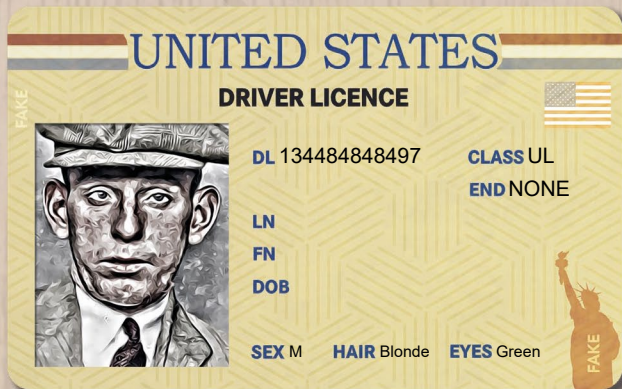 UNITED STATES
DRIVER LICENCE
FAKE
DL 134484848497 CLASS UL
END NONE
LN
FN
DOB
SEX M HAIR Blonde EYES Green
FAKE